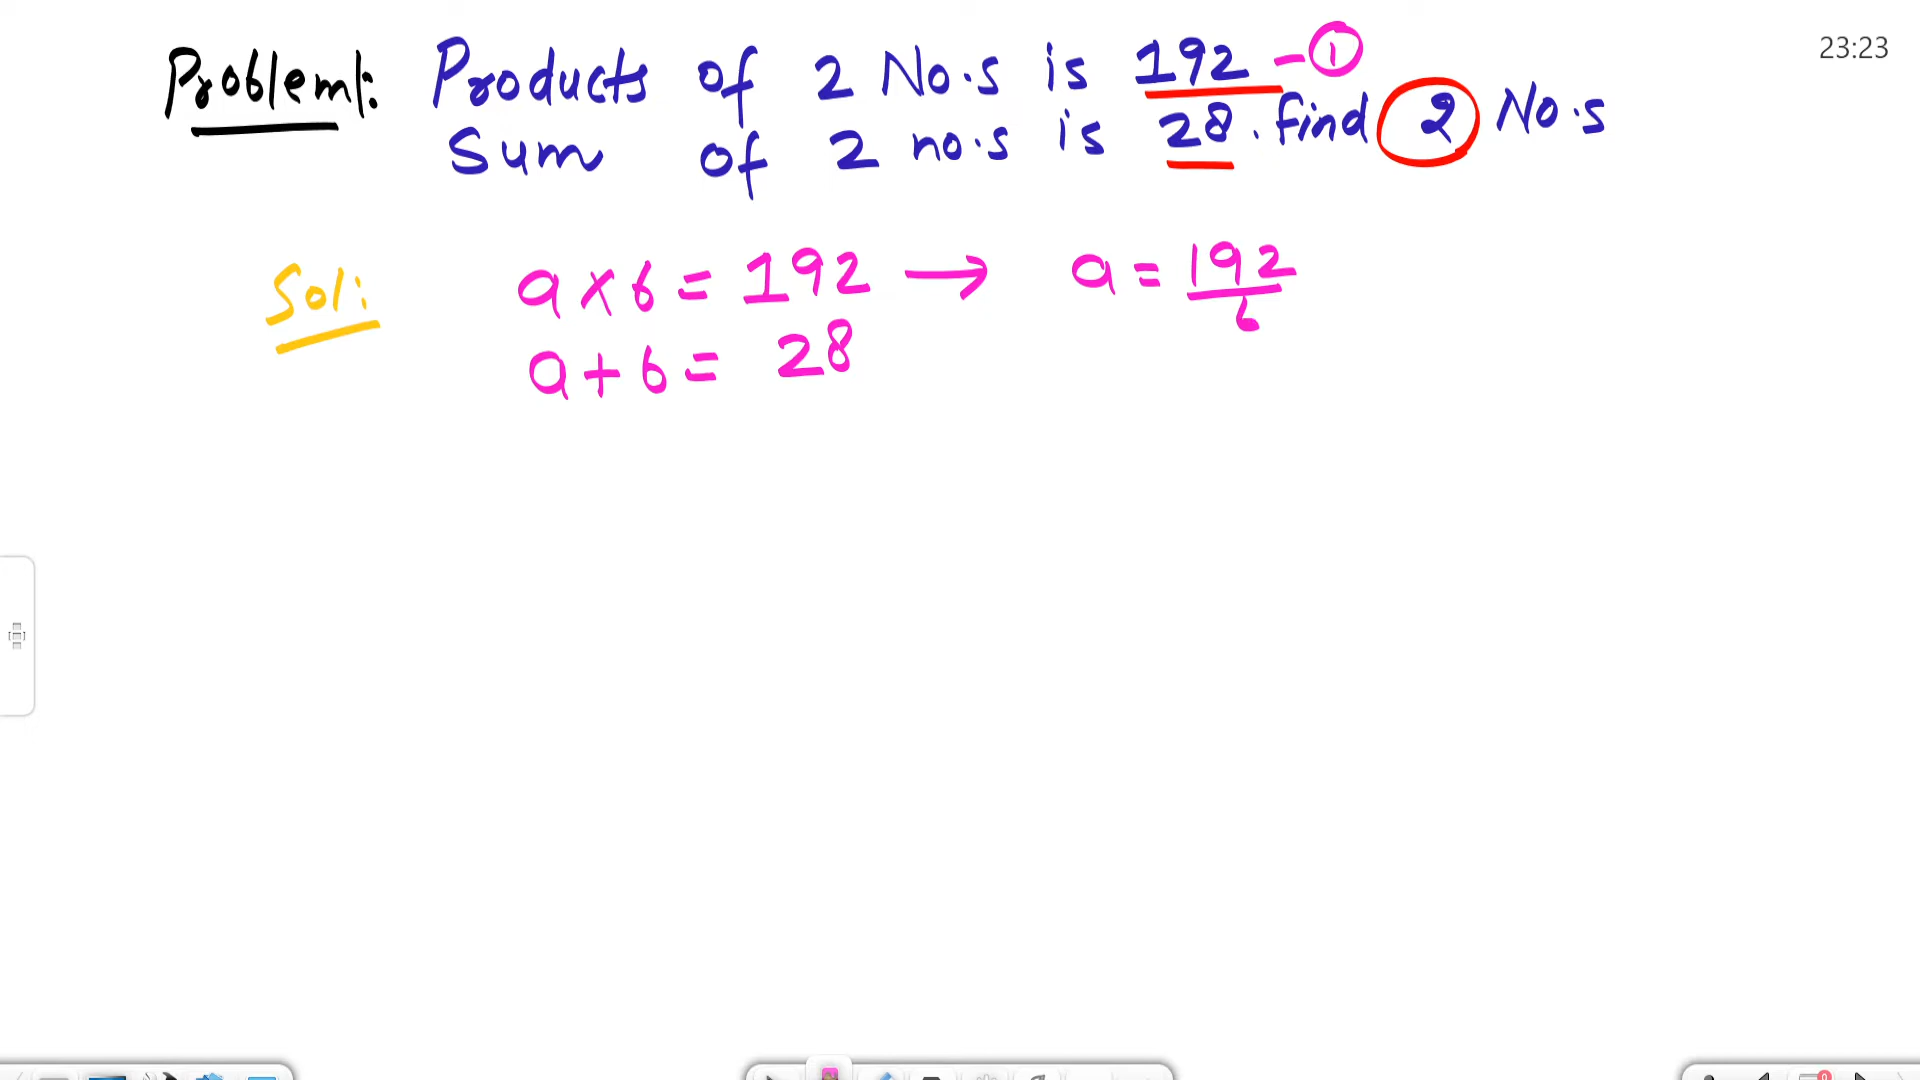 23:23
Problem: Products of 2 No.s is 192 - ①
Sum of 2 no.s is 28. find 2 No.s
Sol: a × b = 192 → a = 192/b
a + b = 28